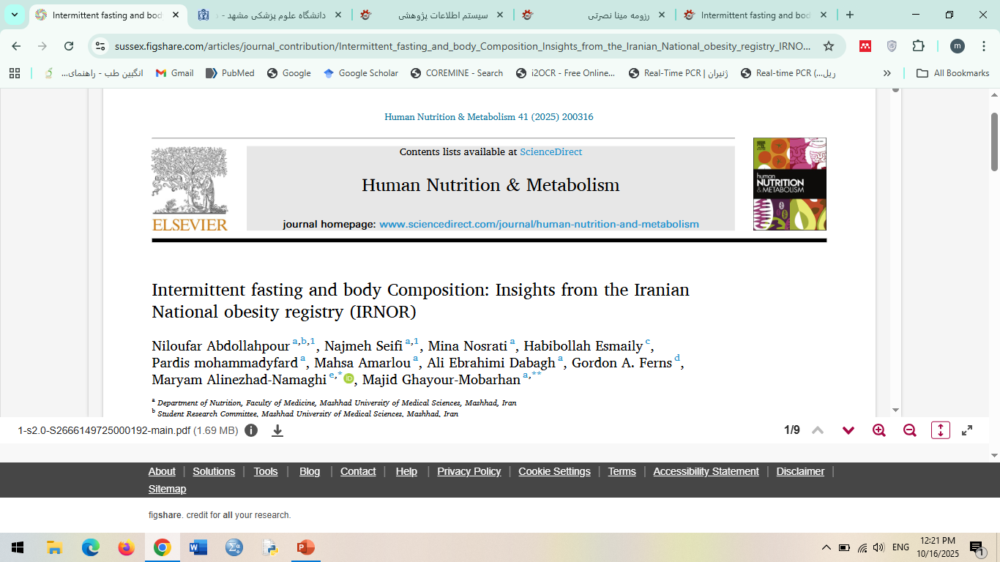 Intermittent fasting and bod
دانشگاه علوم پزشکی مشهد - د
سیستم اطلاعات پژوهشی
رزومه مینا نصرتی
Intermittent fasting and bod
sussex.figshare.com/articles/journal_contribution/Intermittent_fasting_and_body_Composition_Insights_from_the_Iranian_National_obesity_registry_IRNO...
m
انگبین طب - راهنمای...
Gmail
PubMed
Google
Google Scholar
COREMINE - Search
i2OCR - Free Online...
Real-Time PCR | ژنیران
Real-time PCR (...ریل
All Bookmarks
Human Nutrition & Metabolism 41 (2025) 200316
Contents lists available at ScienceDirect
Human Nutrition & Metabolism
journal homepage: www.sciencedirect.com/journal/human-nutrition-and-metabolism
ELSEVIER
human
NUTRITION
& METABOLISM
Intermittent fasting and body Composition: Insights from the Iranian
National obesity registry (IRNOR)
Niloufar Abdollahpour a,b,1, Najmeh Seifi a,1, Mina Nosrati a, Habibollah Esmaily c,
Pardis mohammadyfard a, Mahsa Amarlou a, Ali Ebrahimi Dabagh a, Gordon A. Ferns d,
Maryam Alinezhad-Namaghi e,* iD, Majid Ghayour-Mobarhan a,**
a Department of Nutrition, Faculty of Medicine, Mashhad University of Medical Sciences, Mashhad, Iran
b Student Research Committee, Mashhad University of Medical Sciences, Mashhad, Iran
1-s2.0-S2666149725000192-main.pdf (1.69 MB)
1/9
About | Solutions | Tools | Blog | Contact | Help | Privacy Policy | Cookie Settings | Terms | Accessibility Statement | Disclaimer |
Sitemap
figshare. credit for all your research.
ENG
12:21 PM
10/16/2025
1